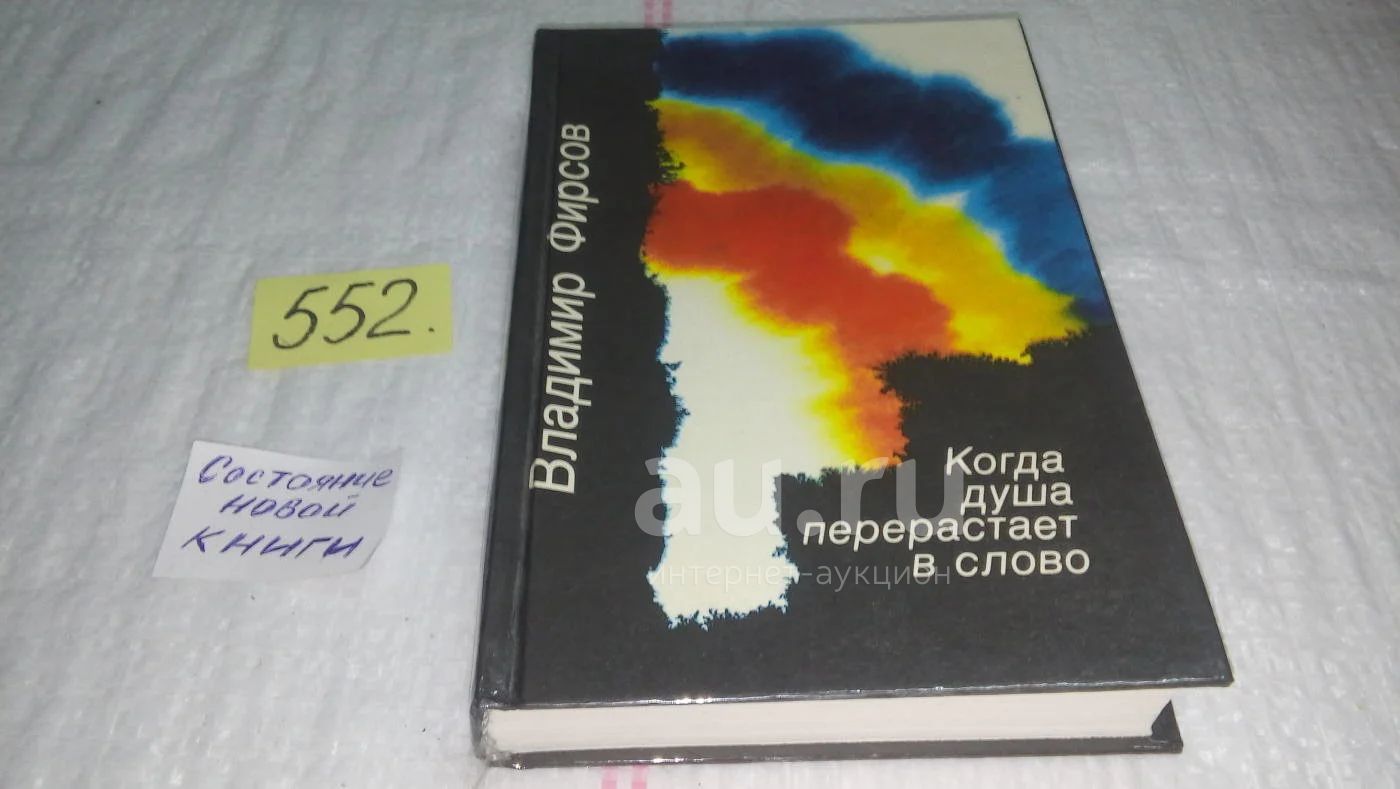 Владимир Фирсов
552.
Состояние
новой
книги
Когда
душа
перерастает
в слово
au.ru
интернет-аукцион